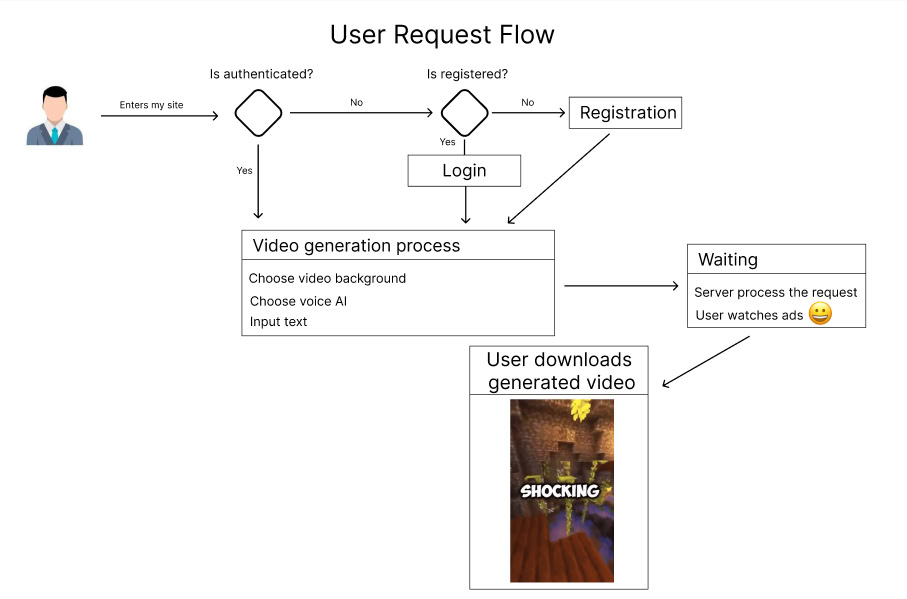 User Request Flow
Is authenticated?
Is registered?
Enters my site
No
No
Registration
Yes
Login
Yes
Video generation process
Choose video background
Choose voice AI
Input text
Waiting
Server process the request
User watches ads
User downloads
generated video
SHOCKING